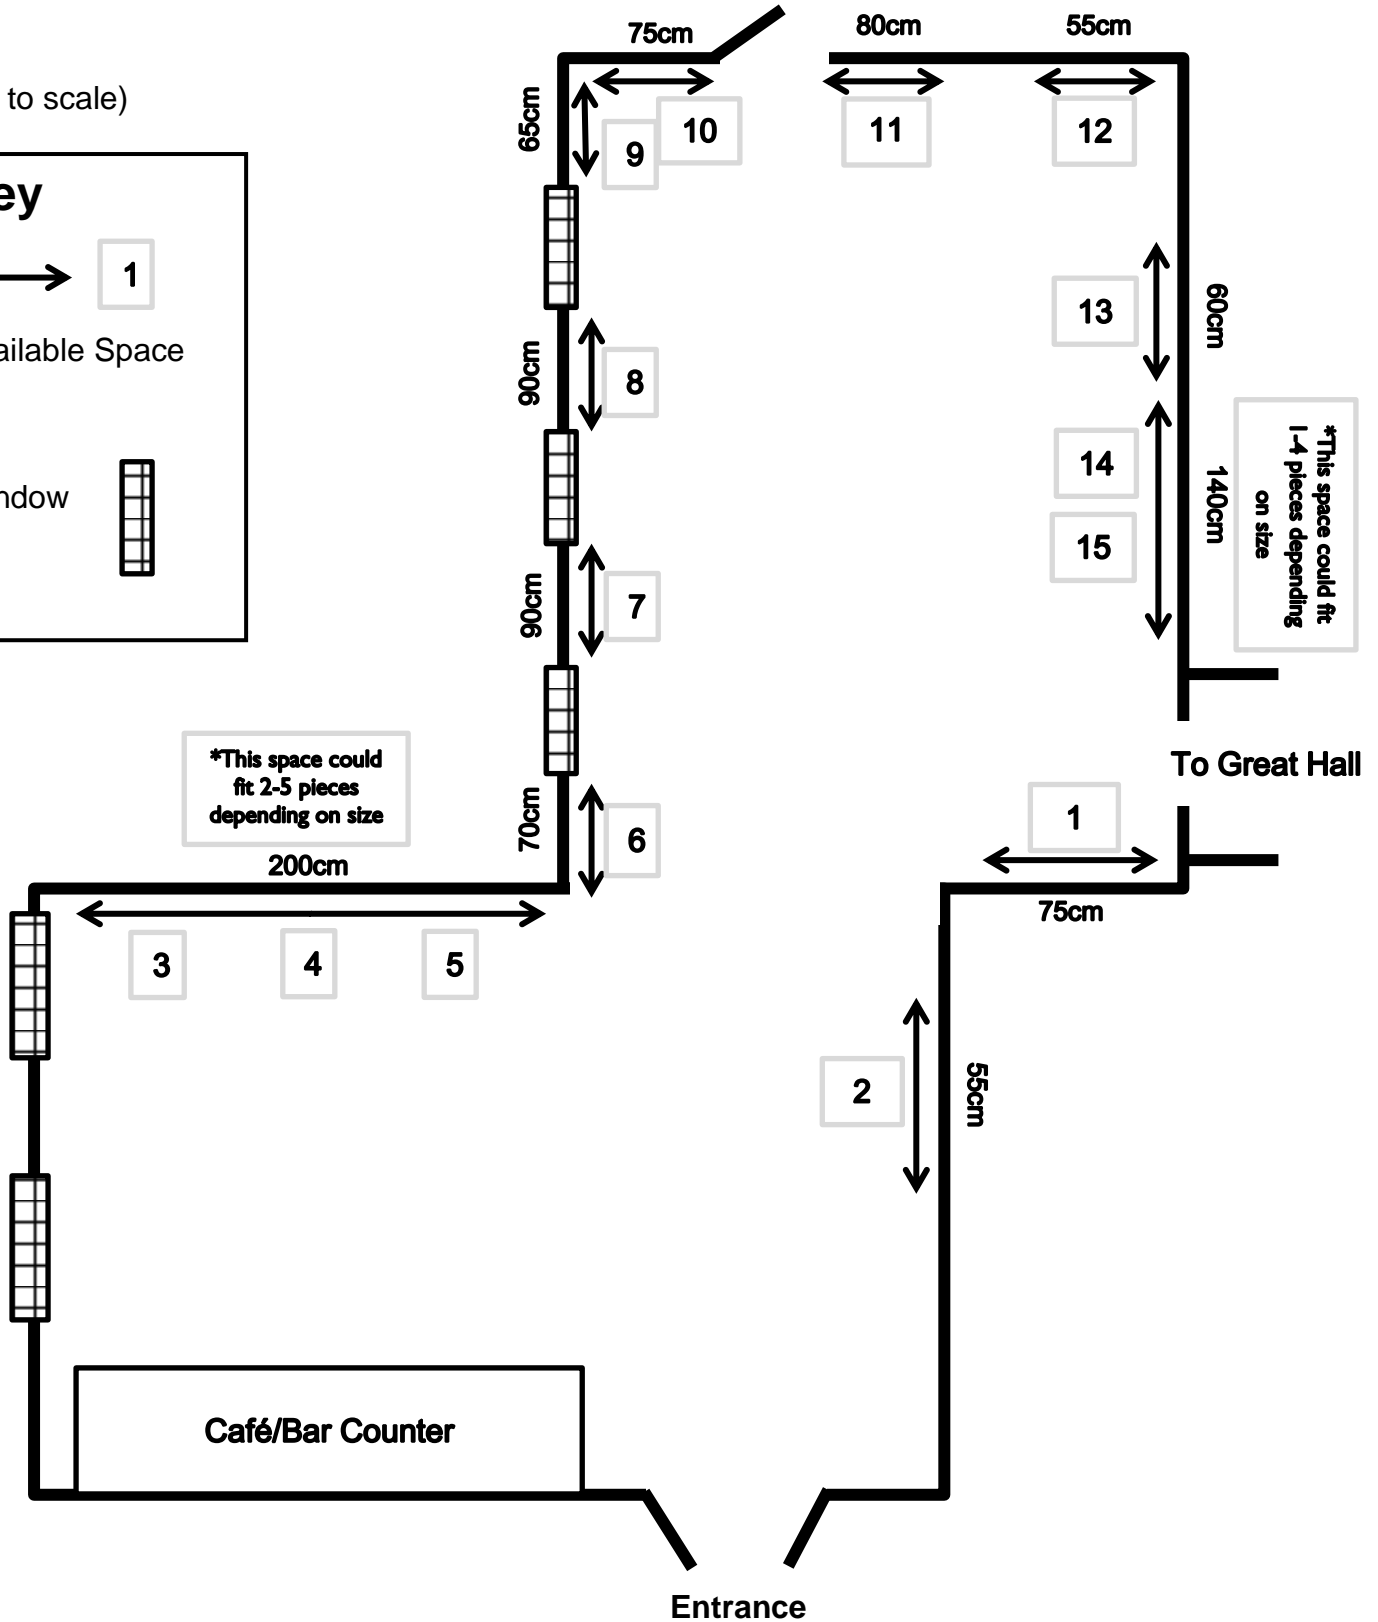 75cm
80cm
55cm
to scale)
65cm
10
11
12
9
ey
1
60cm
13
ailable Space
90cm
8
*This space could fit
1-4 pieces depending
on size
14
140cm
ndow
15
90cm
7
*This space could
fit 2-5 pieces
depending on size
To Great Hall
70cm
6
1
200cm
75cm
3
4
5
2
55cm
Café/Bar Counter
Entrance